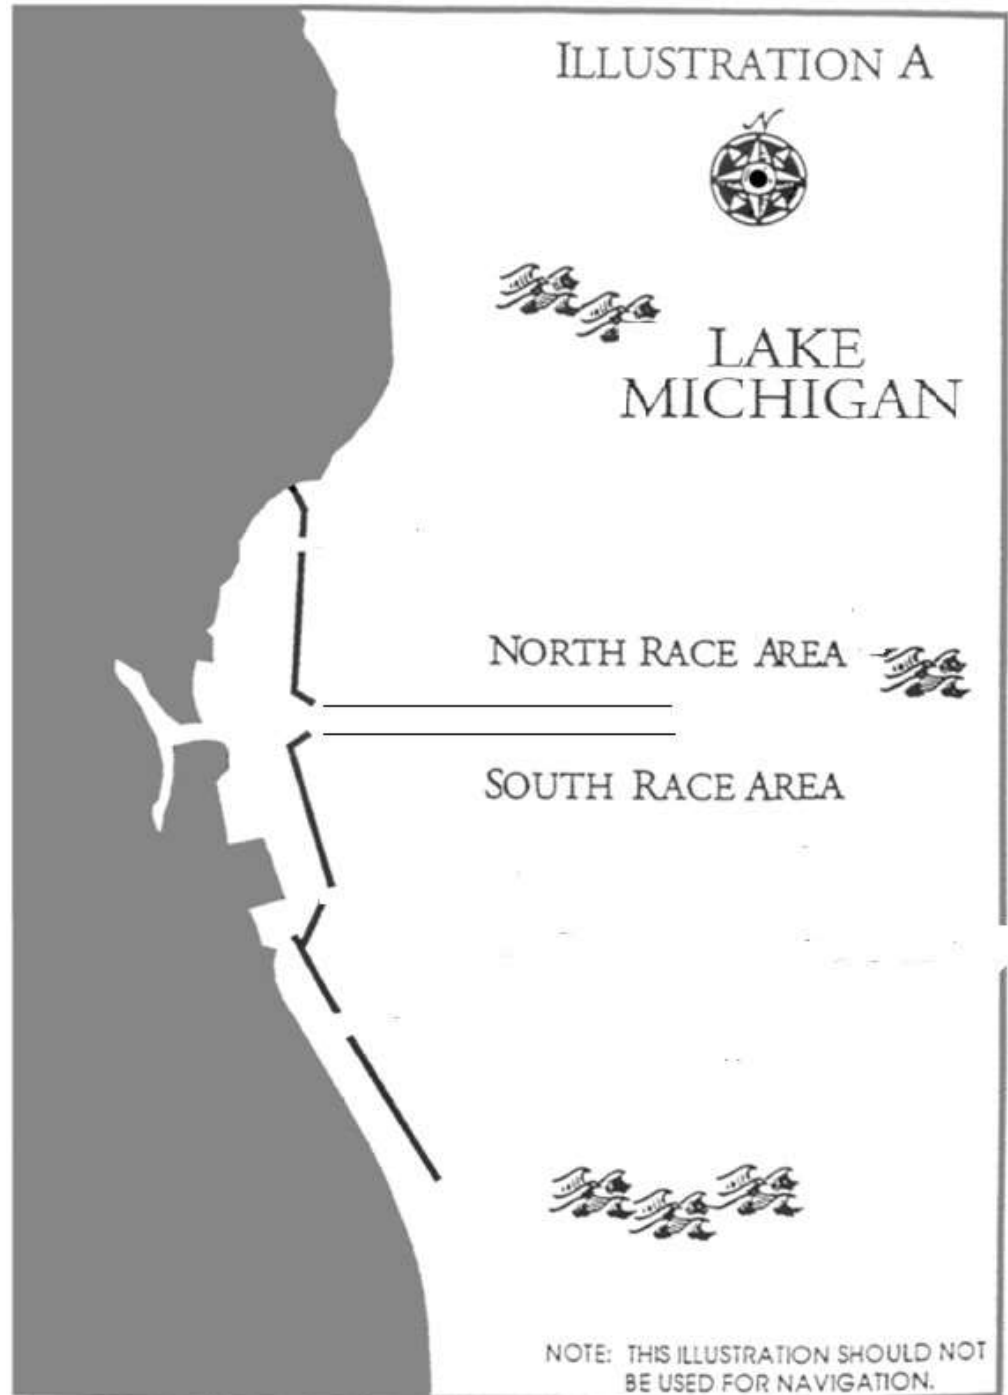 ILLUSTRATION A
N
LAKE
MICHIGAN
NORTH RACE AREA
SOUTH RACE AREA
NOTE: THIS ILLUSTRATION SHOULD NOT
BE USED FOR NAVIGATION.